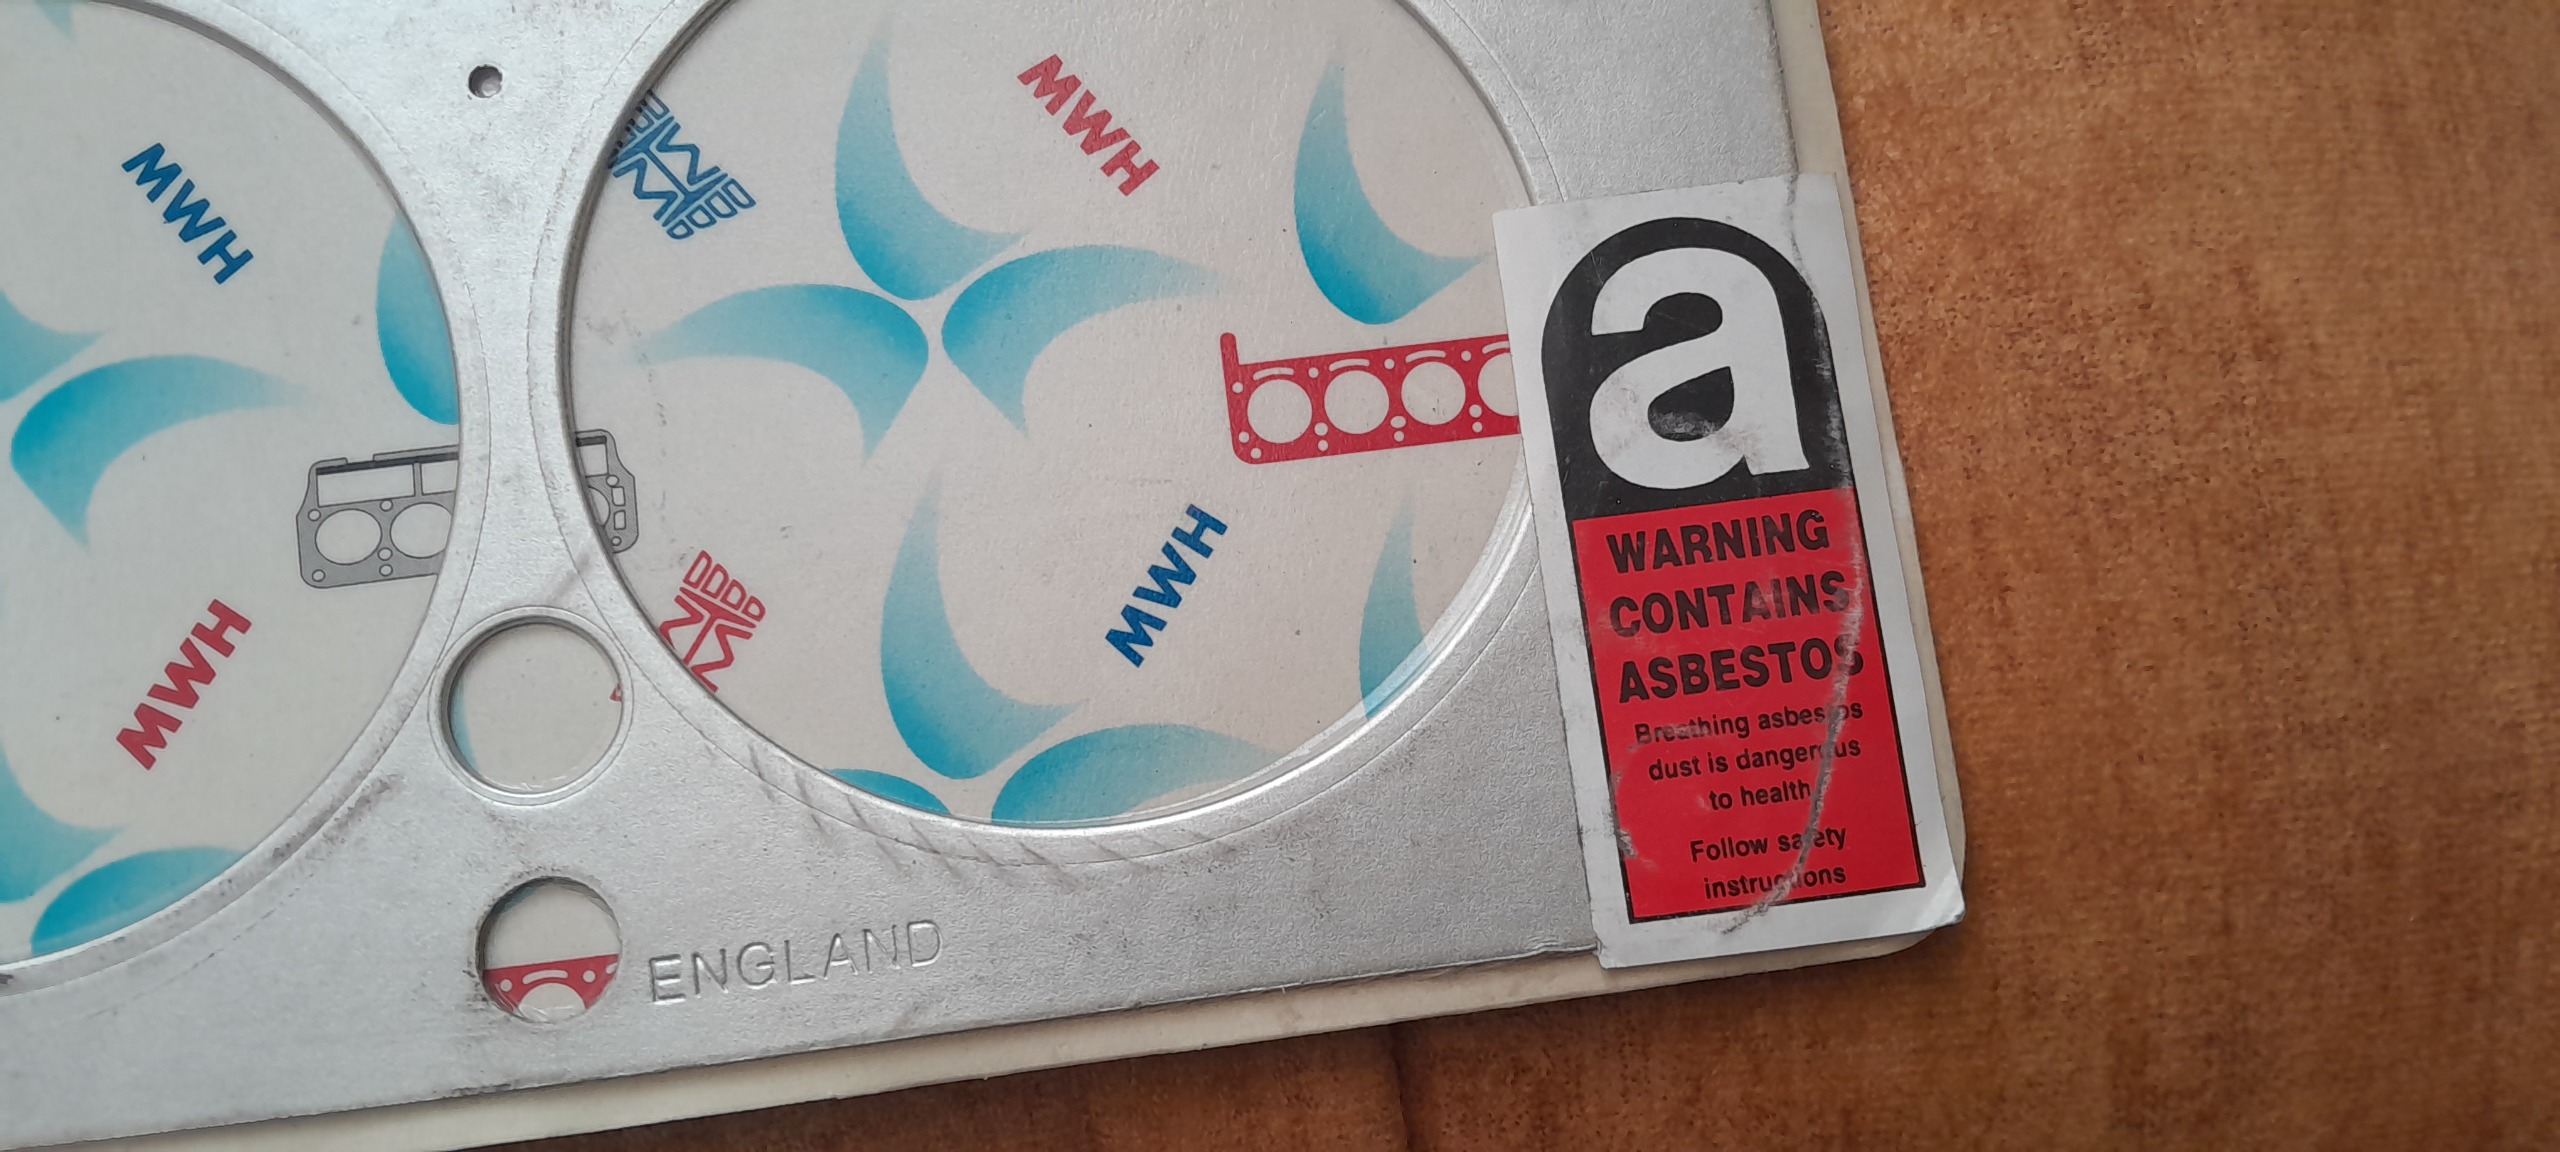 MWH
MWH
MWH
MWH
a
WARNING
CONTAINS
ASBESTOS
Breathing asbestos
dust is dangerous
to health
Follow safety
instructions
ENGLAND